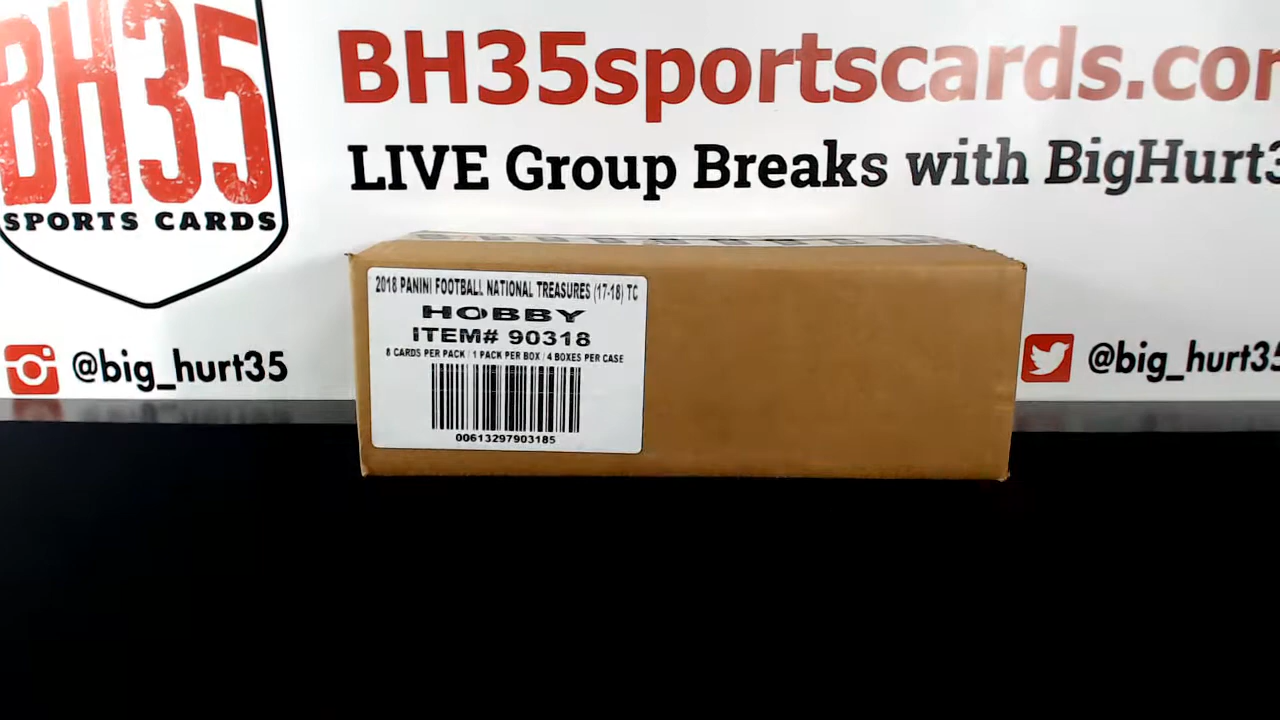 BH35
SPORTS CARDS
BH35sportscards.com
LIVE Group Breaks with BigHurt3
@big_hurt35
@big_hurt35
2018 PANINI FOOTBALL NATIONAL TREASURES (17-18) TC
HOBBY
ITEM# 90318
8 CARDS PER PACK / 1 PACK PER BOX / 4 BOXES PER CASE
00613297903185